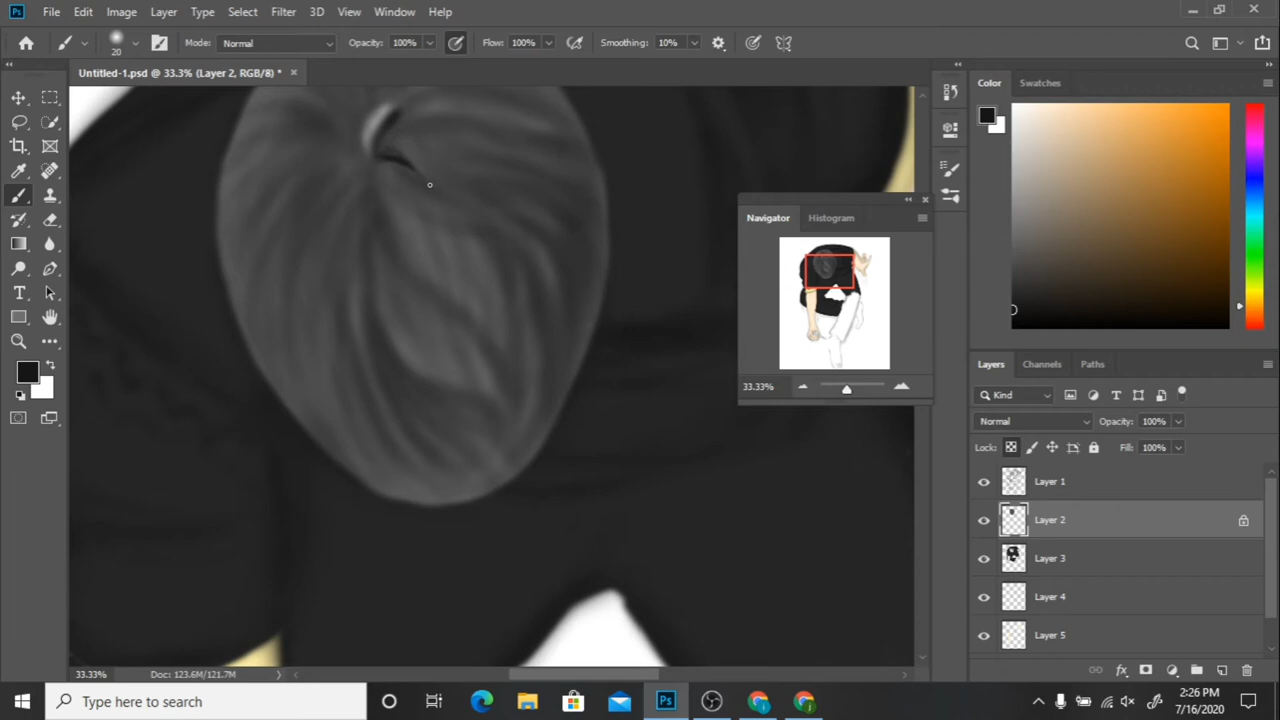 Ps File Edit Image Layer Type Select Filter 3D View Window Help
20 Mode: Normal Opacity: 100% Flow: 100% Smoothing: 10%
Untitled-1.psd @ 33.3% (Layer 2, RGB/8) * ×
Color Swatches
Navigator Histogram
33.33%
Layers Channels Paths
Kind
Normal Opacity: 100%
Lock: Fill: 100%
Layer 1
Layer 2
Layer 3
Layer 4
Layer 5
33.33% Doc: 123.6M/121.7M
Type here to search
Ps
2:26 PM
7/16/2020